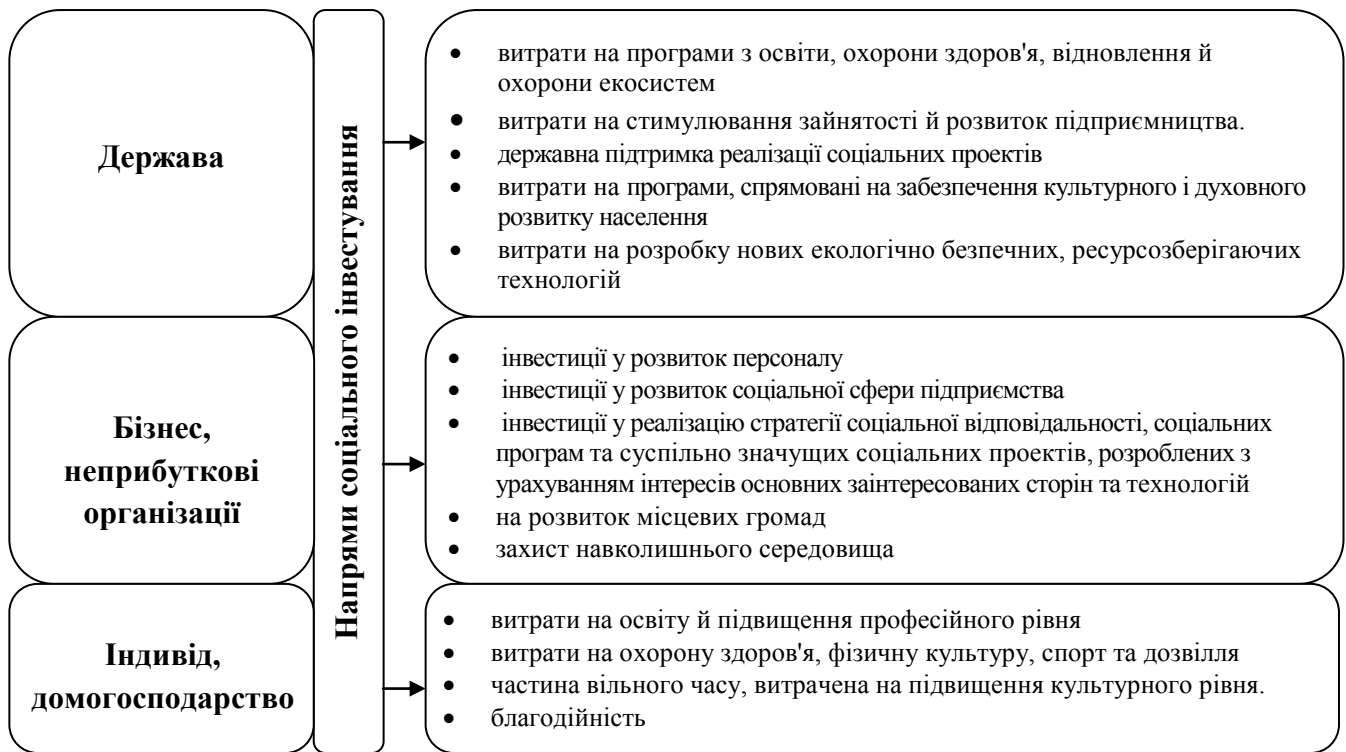 Держава
Напрями соціального інвестування
витрати на програми з освіти, охорони здоров'я, відновлення й
охорони екосистем
витрати на стимулювання зайнятості й розвиток підприємництва.
державна підтримка реалізації соціальних проектів
витрати на програми, спрямовані на забезпечення культурного і духовного
розвитку населення
витрати на розробку нових екологічно безпечних, ресурсозберігаючих
технологій
Бізнес,
неприбуткові
організації
інвестиції у розвиток персоналу
інвестиції у розвиток соціальної сфери підприємства
інвестиції у реалізацію стратегії соціальної відповідальності, соціальних
програм та суспільно значущих соціальних проектів, розроблених з
урахуванням інтересів основних заінтересованих сторін та технологій
на розвиток місцевих громад
захист навколишнього середовища
Індивід,
домогосподарство
витрати на освіту й підвищення професійного рівня
витрати на охорону здоров'я, фізичну культуру, спорт та дозвілля
частина вільного часу, витрачена на підвищення культурного рівня.
благодійність